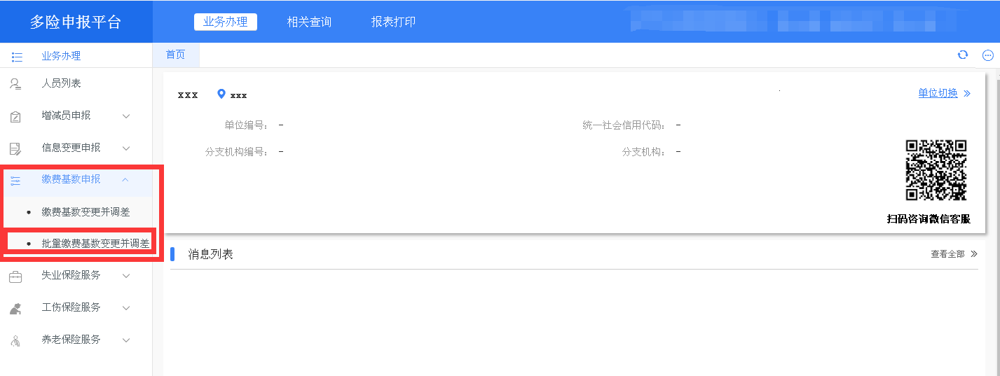 多险申报平台
业务办理
相关查询
报表打印
业务办理
首页
人员列表
增减员申报
信息变更申报
缴费基数申报
缴费基数变更并调差
批量缴费基数变更并调差
失业保险服务
工伤保险服务
养老保险服务
xxx
xxx
单位切换
单位编号： -
统一社会信用代码： -
分支机构编号： -
分支机构： -
扫码咨询微信客服
消息列表
查看全部